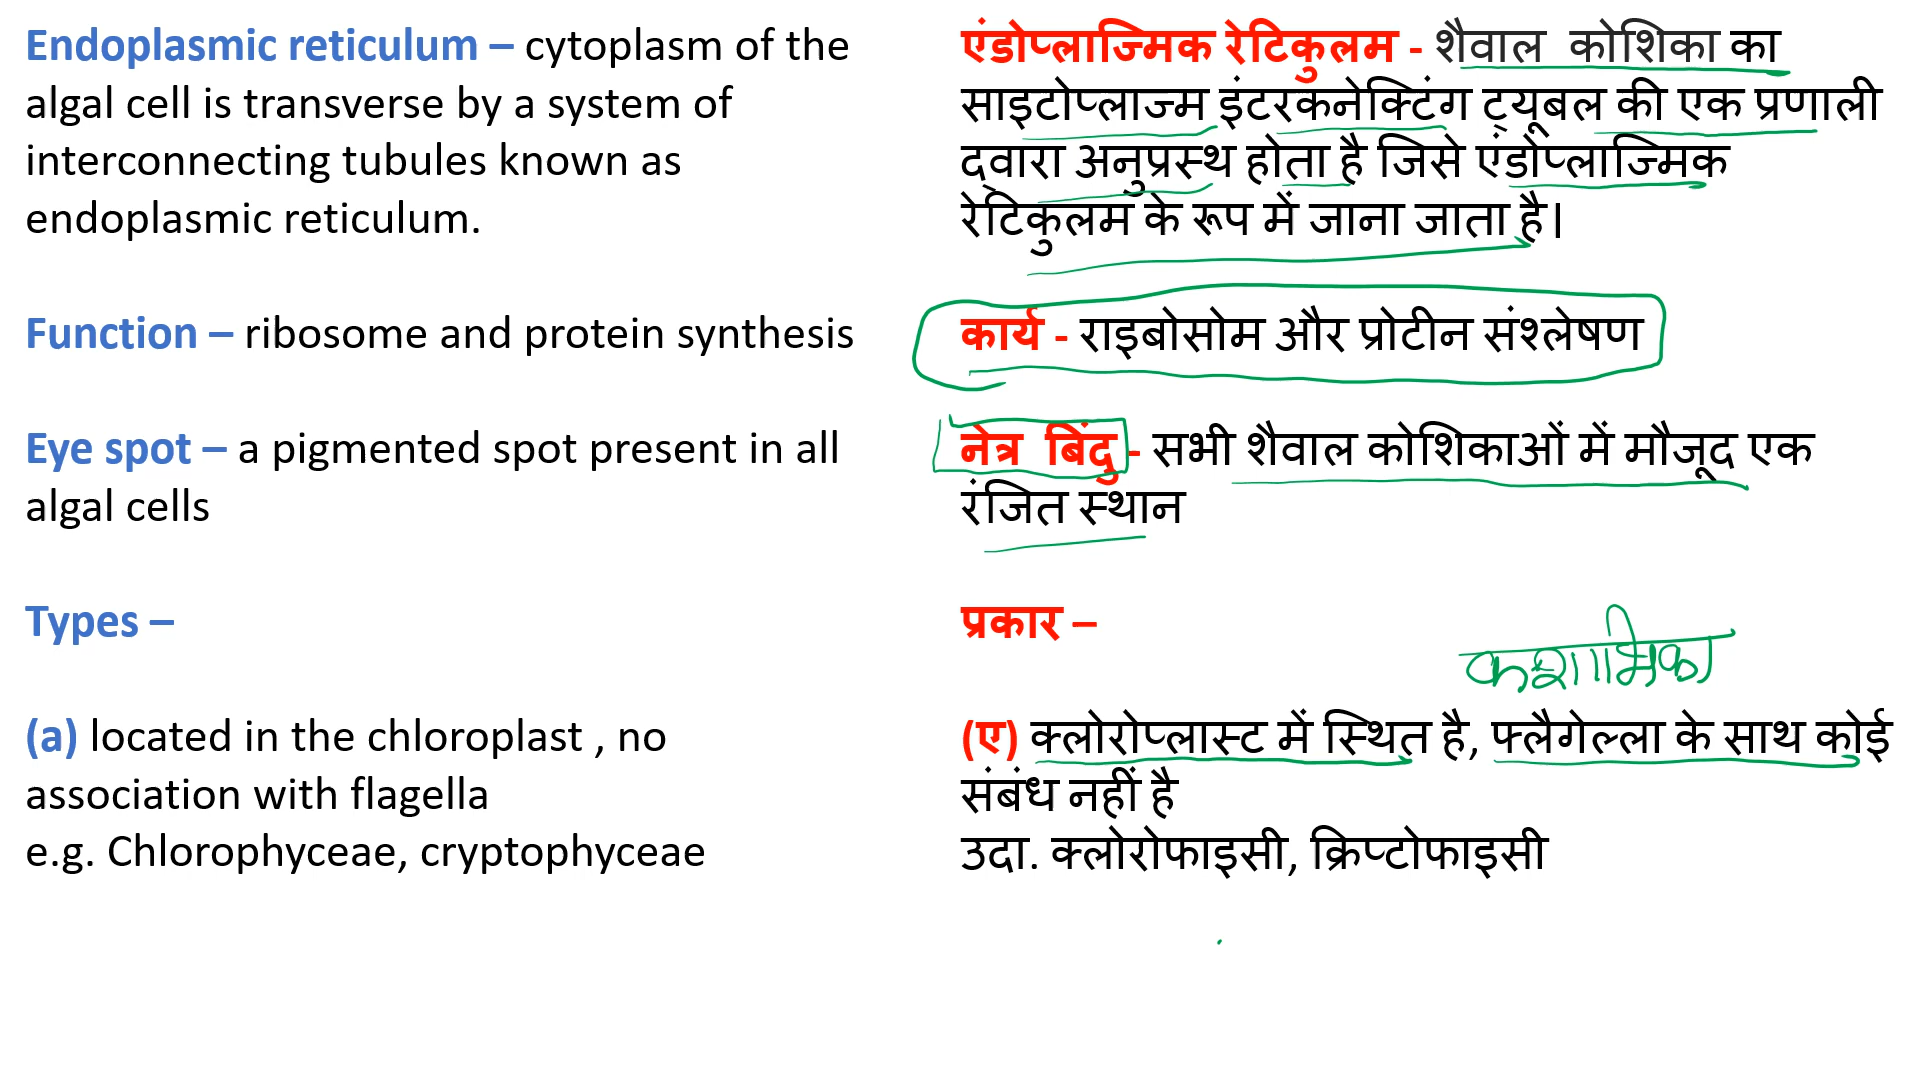 Endoplasmic reticulum – cytoplasm of the
algal cell is transverse by a system of
interconnecting tubules known as
endoplasmic reticulum.
Function – ribosome and protein synthesis
Eye spot – a pigmented spot present in all
algal cells
Types –
(a) located in the chloroplast , no
association with flagella
e.g. Chlorophyceae, cryptophyceae
एंडोप्लाज्मिक रेटिकुलम - शैवाल कोशिका का
साइटोप्लाज्म इंटरकनेक्टिंग ट्यूबल की एक प्रणाली
द्वारा अनुप्रस्थ होता है जिसे एंडोप्लाज्मिक
रेटिकुलम के रूप में जाना जाता है।
कार्य - राइबोसोम और प्रोटीन संश्लेषण
नेत्र बिंदु - सभी शैवाल कोशिकाओं में मौजूद एक
रंजित स्थान
प्रकार –
(ए) क्लोरोप्लास्ट में स्थित है, फ्लैगेल्ला के साथ कोई
संबंध नहीं है
उदा. क्लोरोफाइसी, क्रिप्टोफाइसी